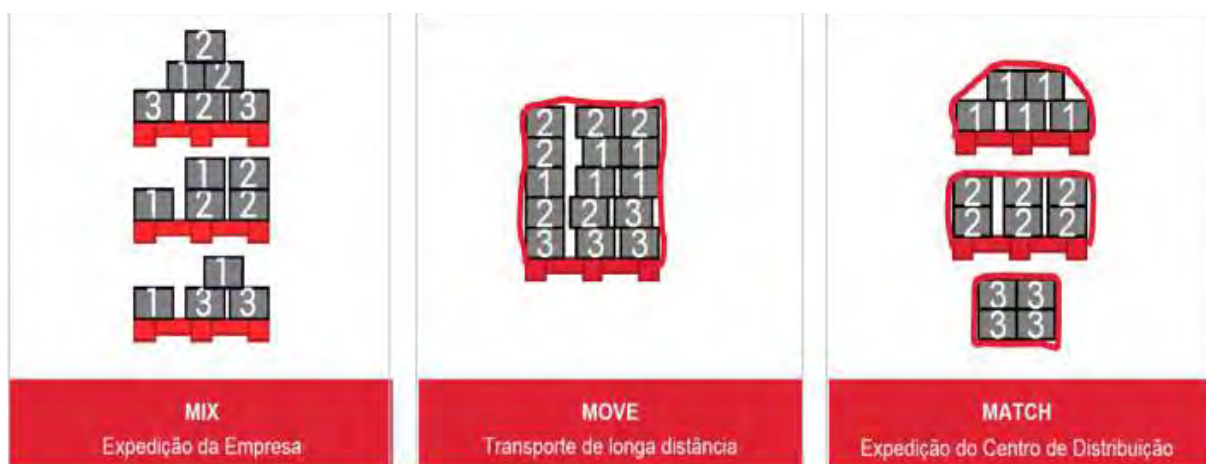 2
1 2
3 2 3
1 2
1 2 2
1
1 3 3
MIX
Expedição da Empresa
2 2 2
2 1 1
1 1 1
2 2 3
3 3 3
MOVE
Transporte de longa distância
1 1
1 1 1
2 2 2
2 2 2
3 3
3 3
MATCH
Expedição do Centro de Distribuição